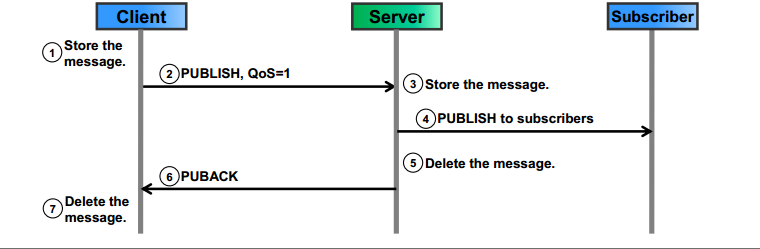 Client
Server
Subscriber
1 Store the
message.
2 PUBLISH, QoS=1
3 Store the message.
4 PUBLISH to subscribers
5 Delete the message.
6 PUBACK
7 Delete the
message.